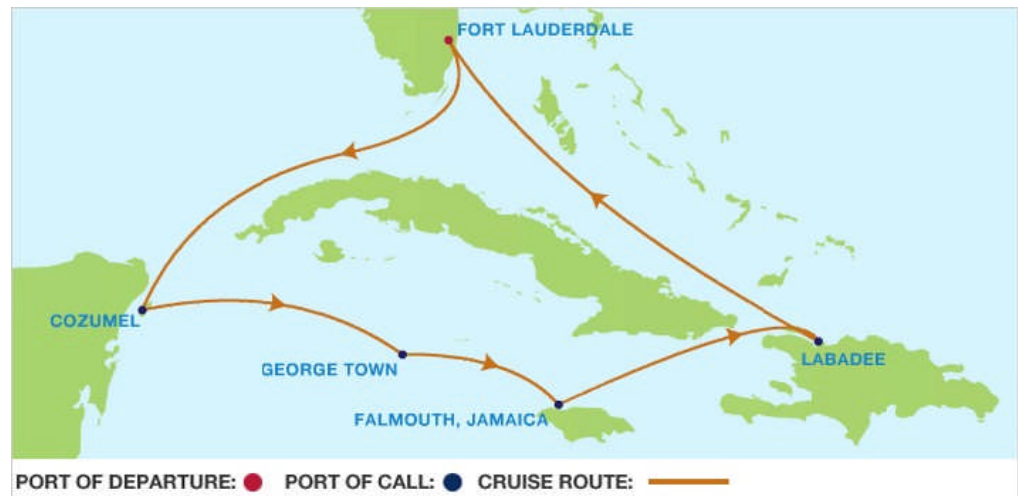 FORT LAUDERDALE
COZUMEL
GEORGE TOWN
LABADEE
FALMOUTH, JAMAICA
PORT OF DEPARTURE: PORT OF CALL: CRUISE ROUTE: